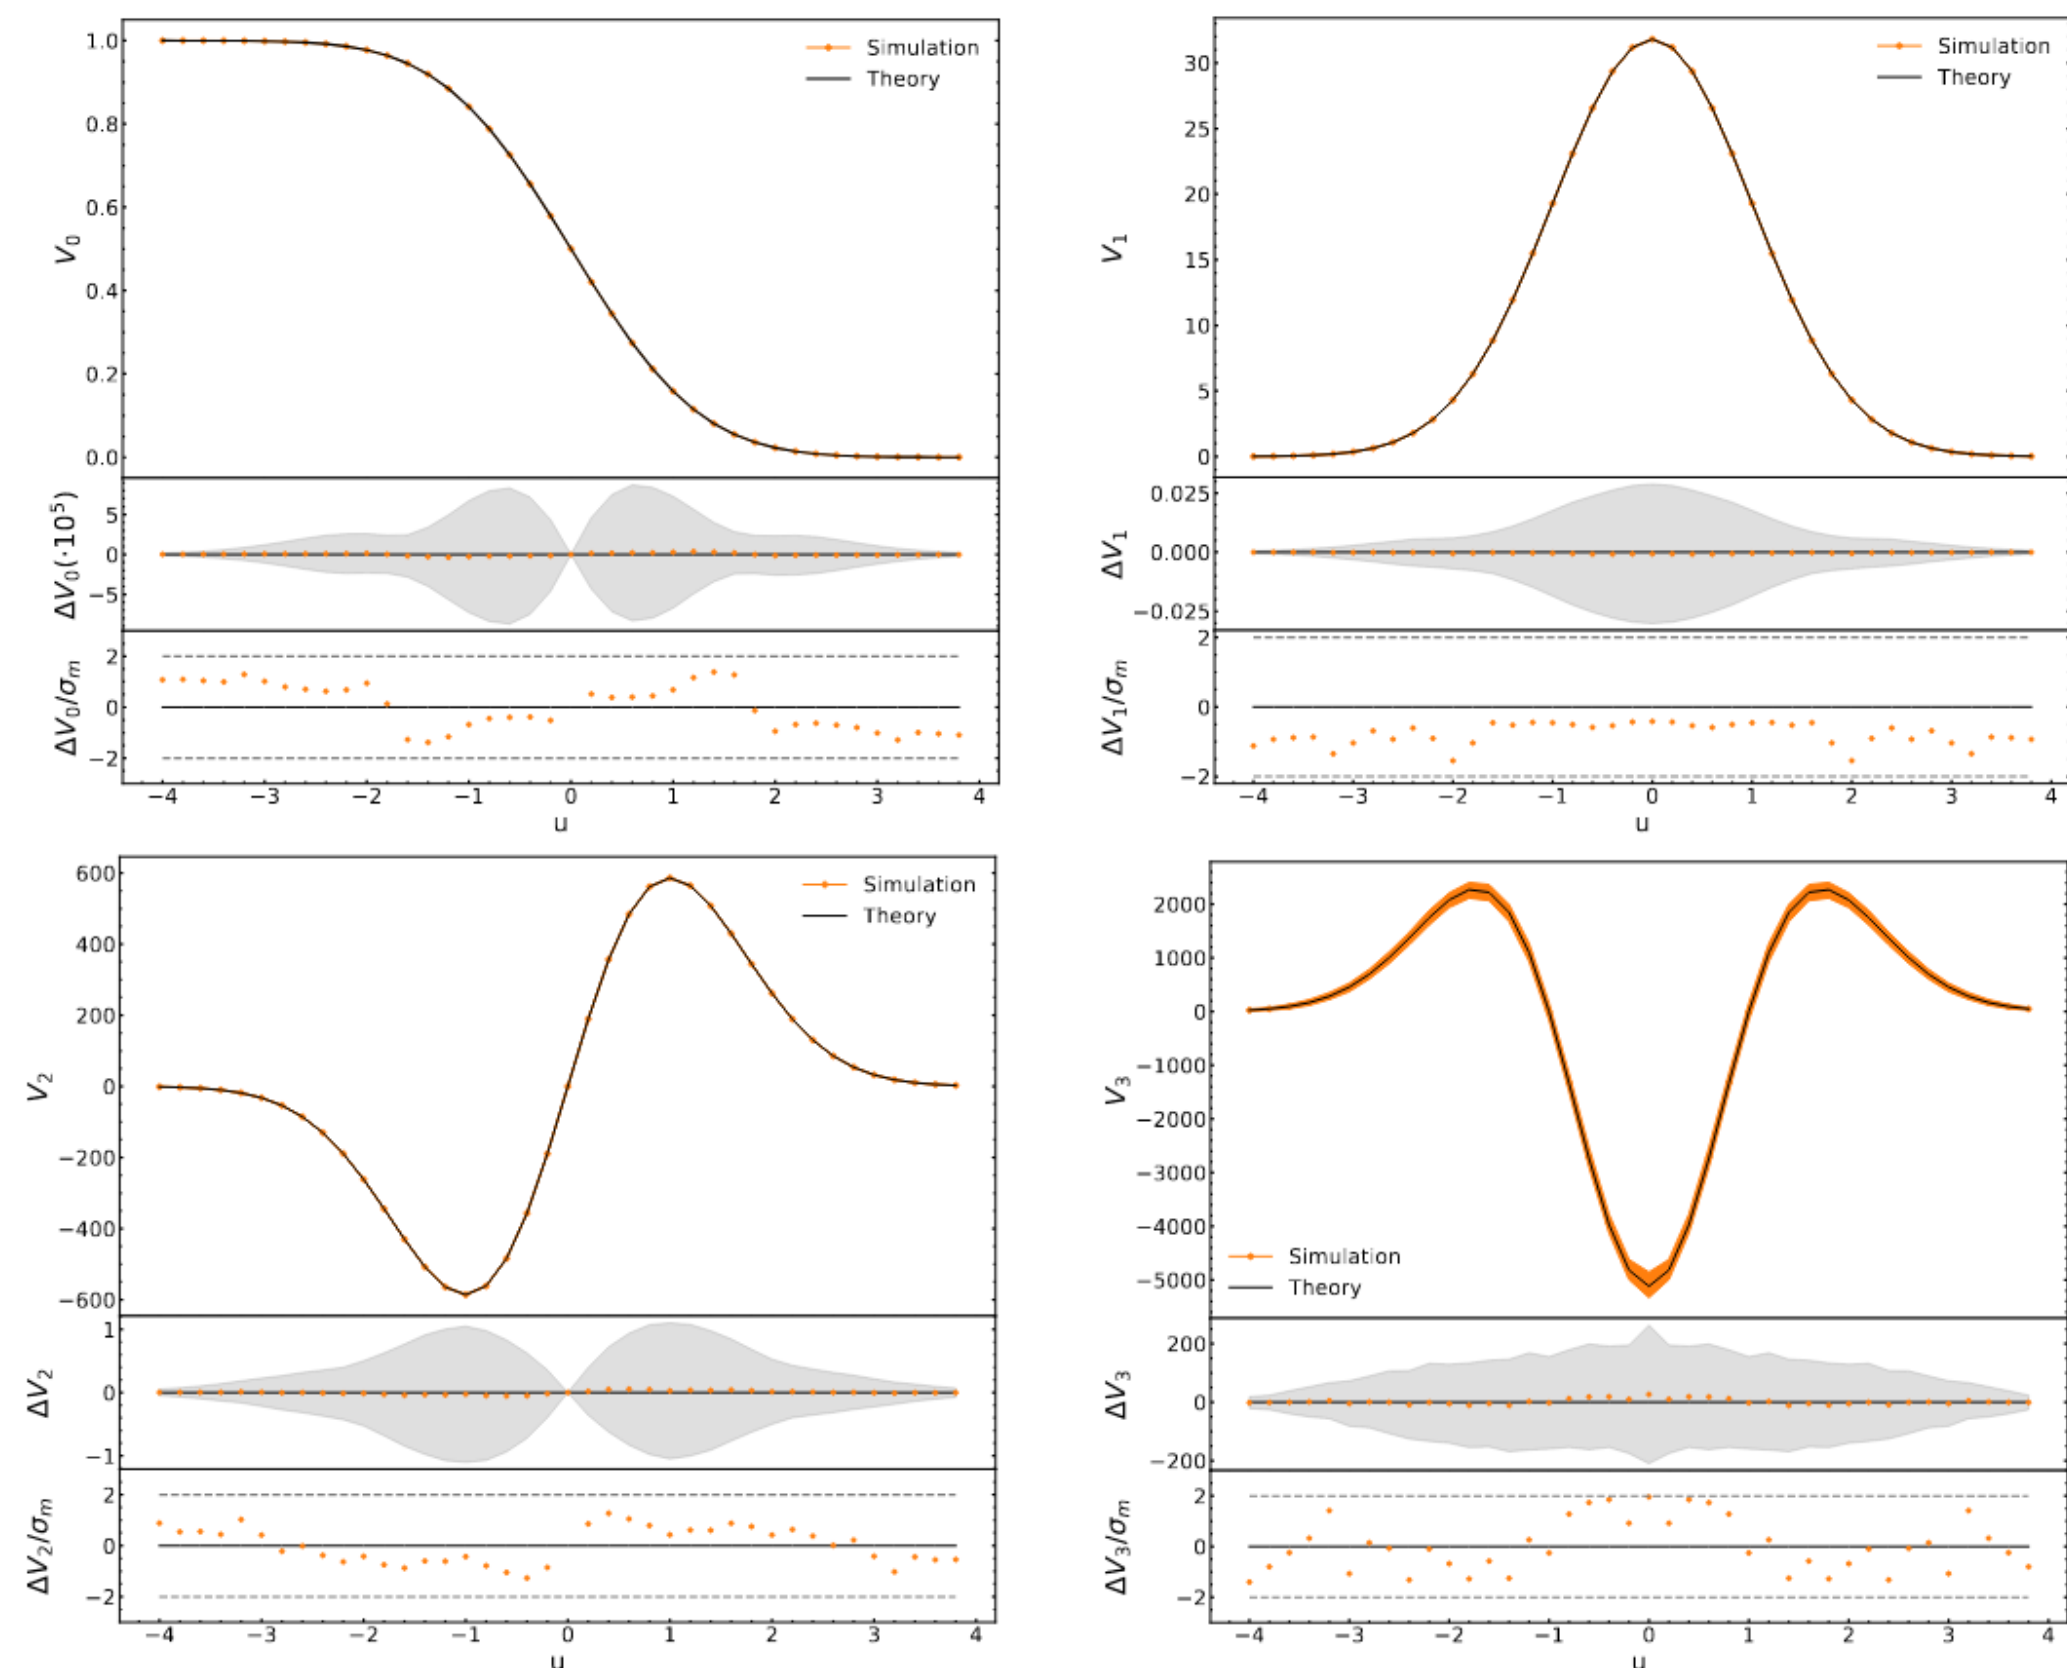 Simulation
Theory
V₀
1.0
0.8
0.6
0.4
0.2
0.0
ΔV₀(·10⁵)
5
0
−5
ΔV₀/σₘ
2
0
−2
−4 −3 −2 −1 0 1 2 3 4
u
Simulation
Theory
V₁
30
25
20
15
10
5
0
ΔV₁
0.025
0.000
−0.025
ΔV₁/σₘ
2
0
−2
−4 −3 −2 −1 0 1 2 3 4
u
Simulation
Theory
V₂
600
400
200
0
−200
−400
−600
ΔV₂
1
0
−1
ΔV₂/σₘ
2
0
−2
−4 −3 −2 −1 0 1 2 3 4
u
Simulation
Theory
V₃
2000
1000
0
−1000
−2000
−3000
−4000
−5000
ΔV₃
200
0
−200
ΔV₃/σₘ
2
0
−2
−4 −3 −2 −1 0 1 2 3 4
u